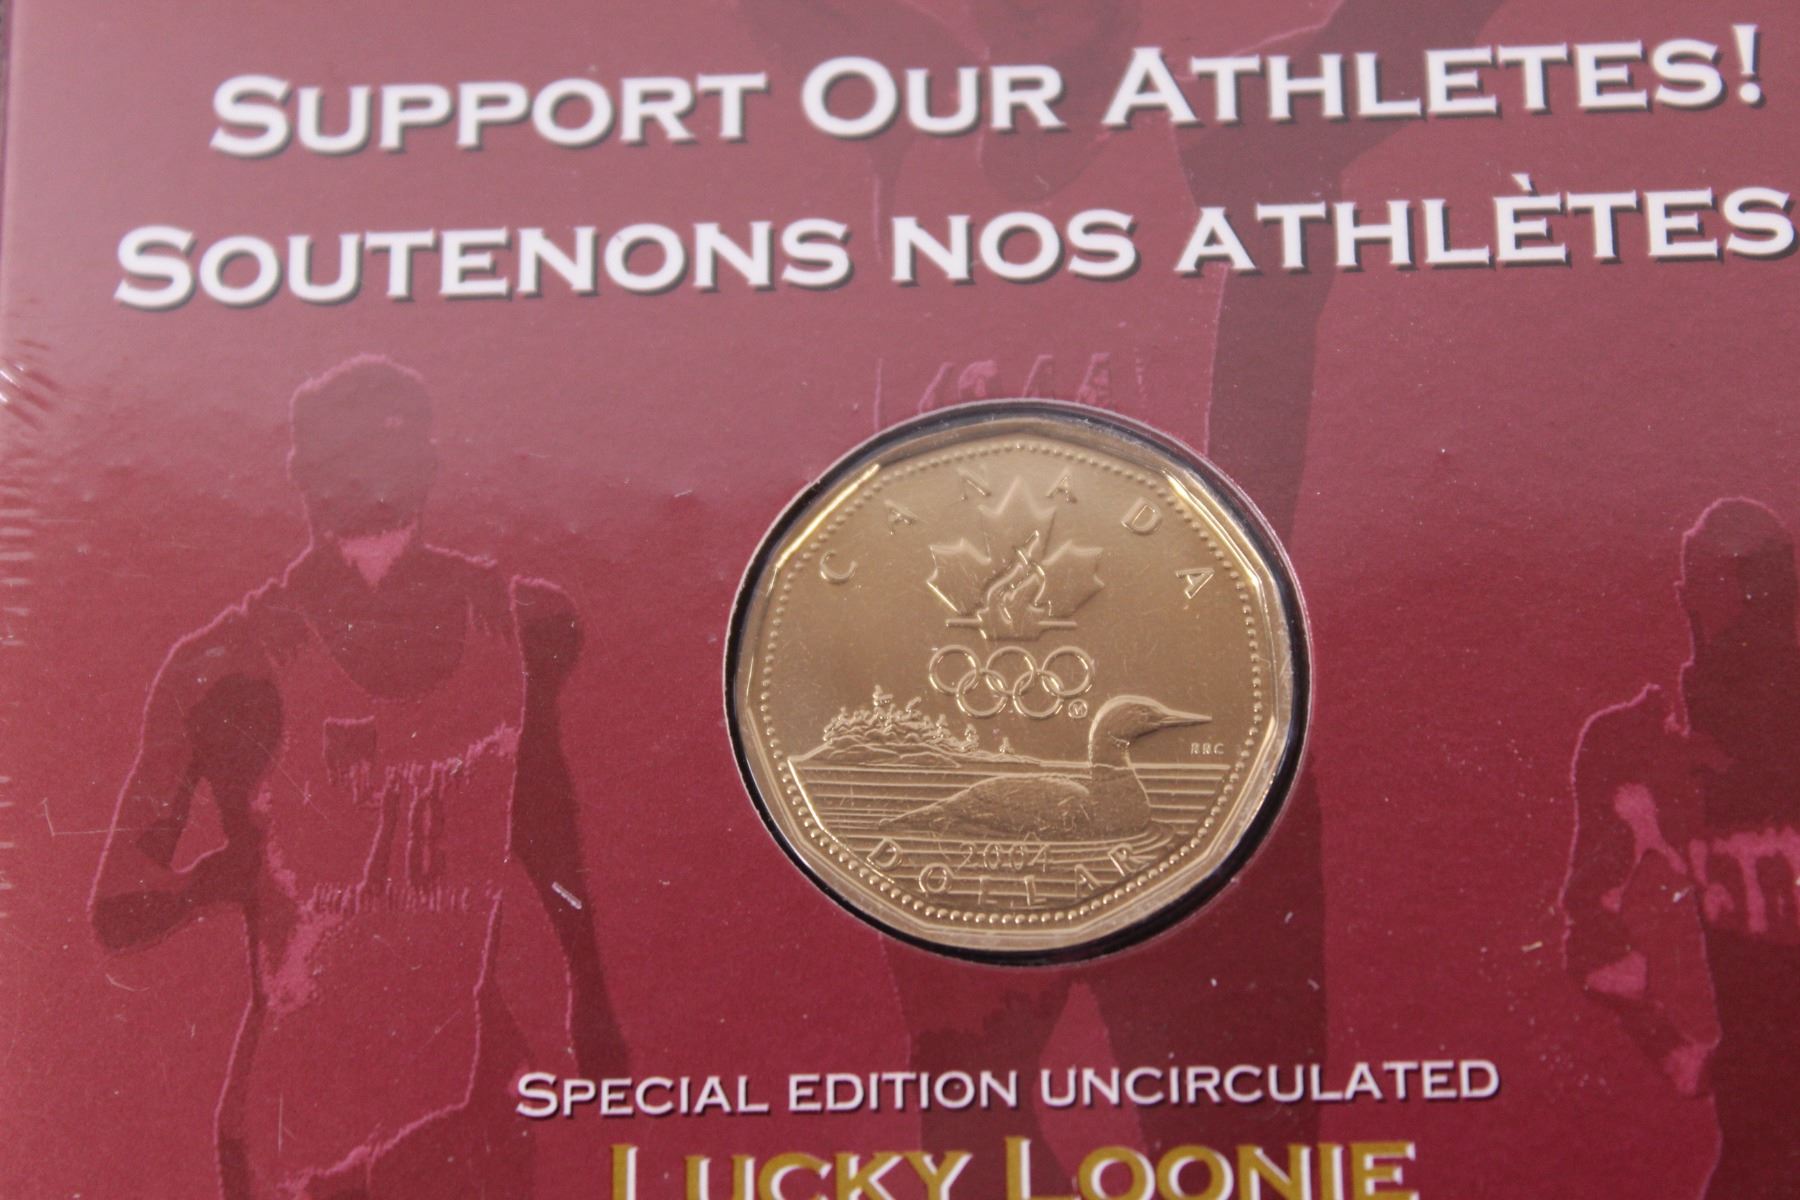 SUPPORT OUR ATHLETES!
SOUTENONS NOS ATHLÈTES
CANADA
RRC
2004
DOLLAR
SPECIAL EDITION UNCIRCULATED
LUCKY LOONIE